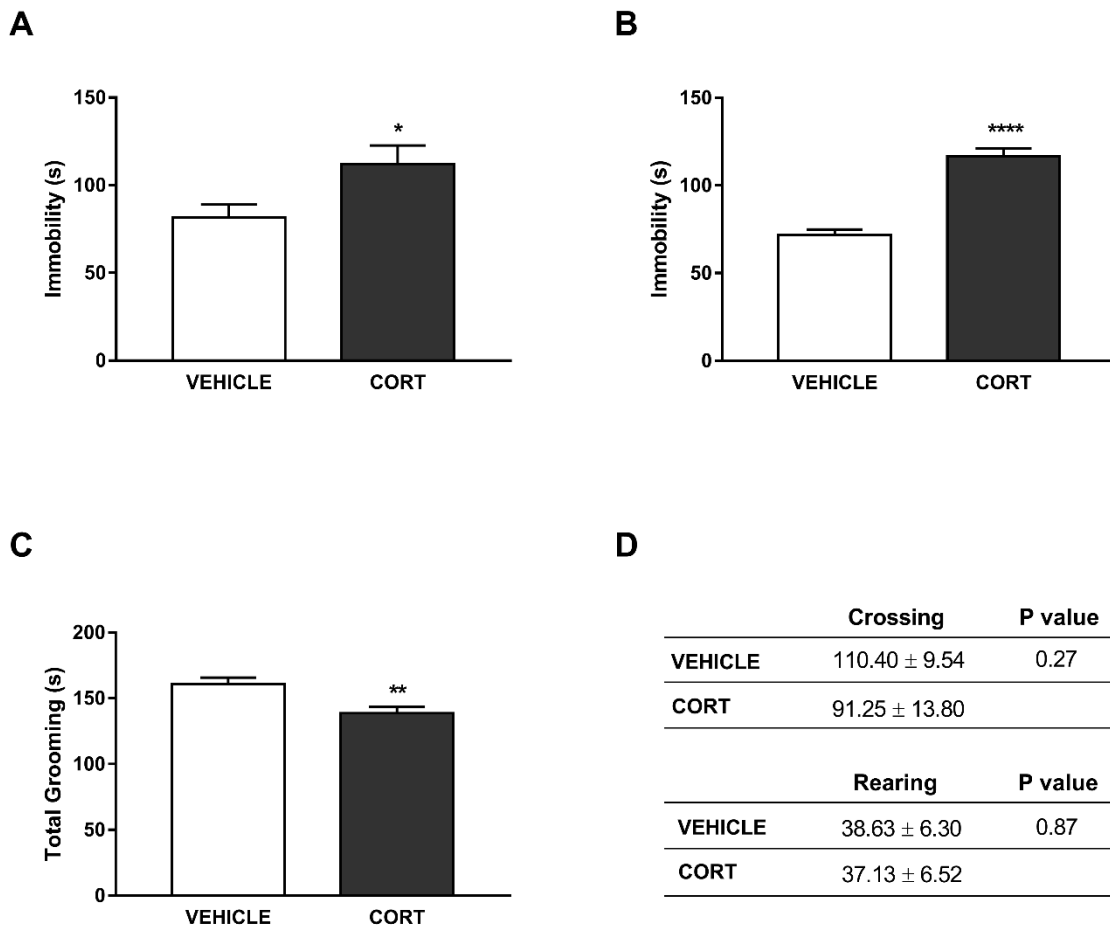 A
Immobility (s)
150
100
50
0
*
VEHICLE CORT
B
Immobility (s)
150
100
50
0
****
VEHICLE CORT
C
Total Grooming (s)
200
150
100
50
0
**
VEHICLE CORT
D
Crossing P value
VEHICLE 110.40 ± 9.54 0.27
CORT 91.25 ± 13.80
Rearing P value
VEHICLE 38.63 ± 6.30 0.87
CORT 37.13 ± 6.52